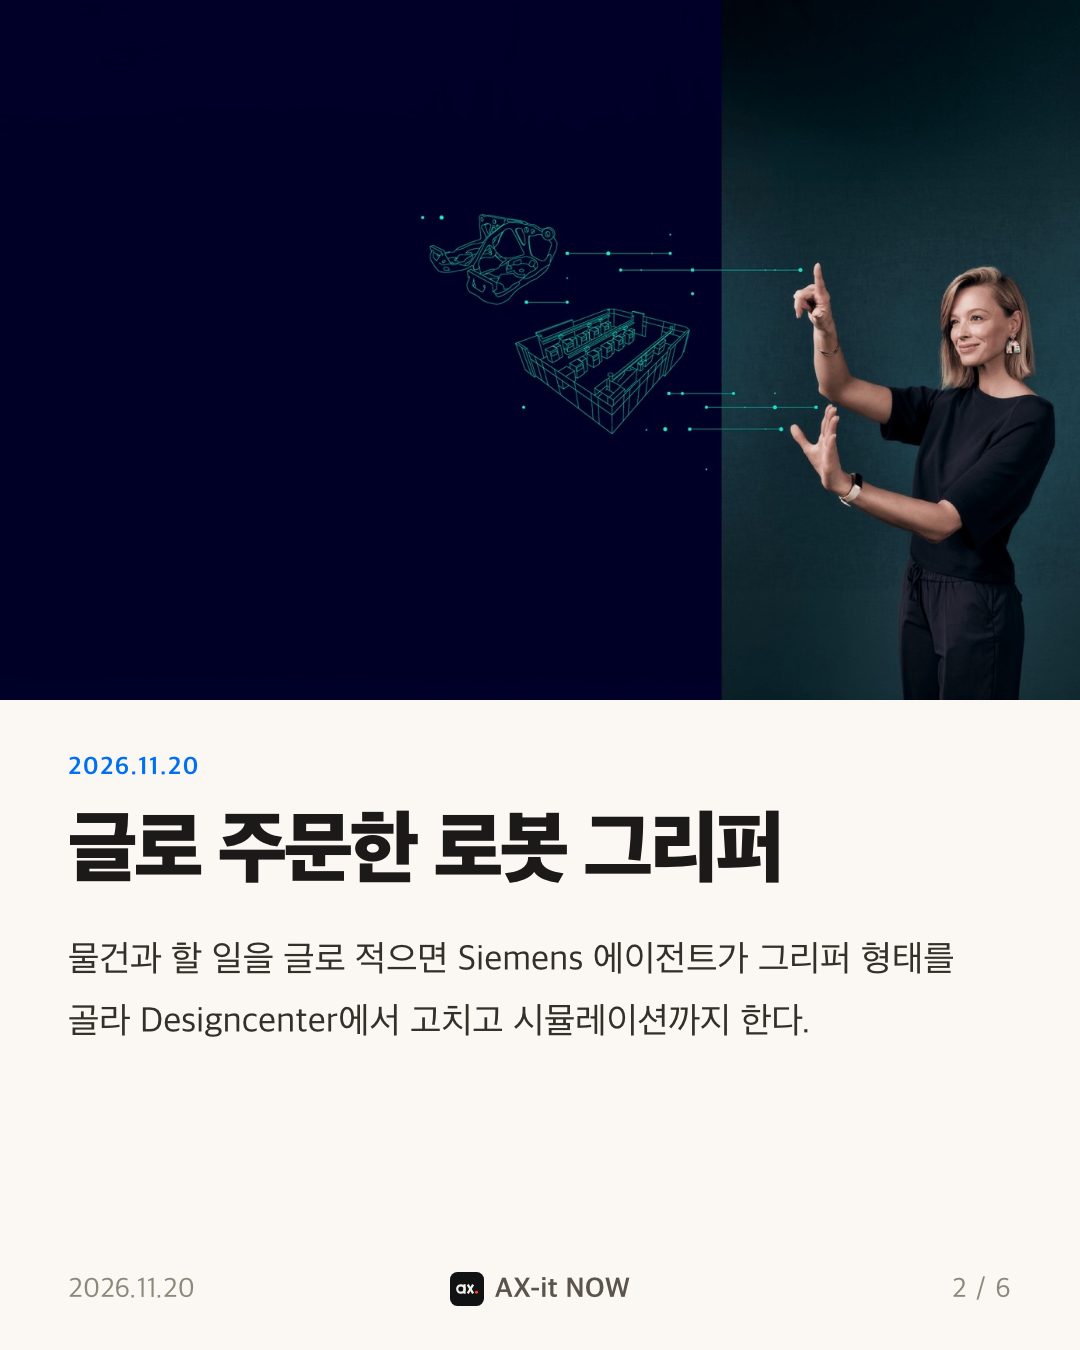 2026.11.20
글로 주문한 로봇 그리퍼
물건과 할 일을 글로 적으면 Siemens 에이전트가 그리퍼 형태를
골라 Designcenter에서 고치고 시뮬레이션까지 한다.
2026.11.20
ax.
AX-it NOW
2 / 6